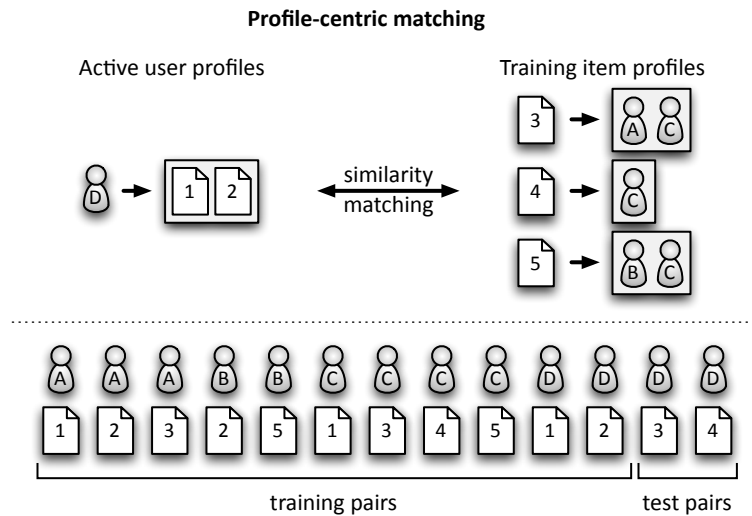 Profile-centric matching
Active user profiles
Training item profiles
3 A C
D 1 2
similarity
matching
4 C
5 B C
A A A B B C C C C D D D D
1 2 3 2 5 1 3 4 5 1 2 3 4
training pairs
test pairs